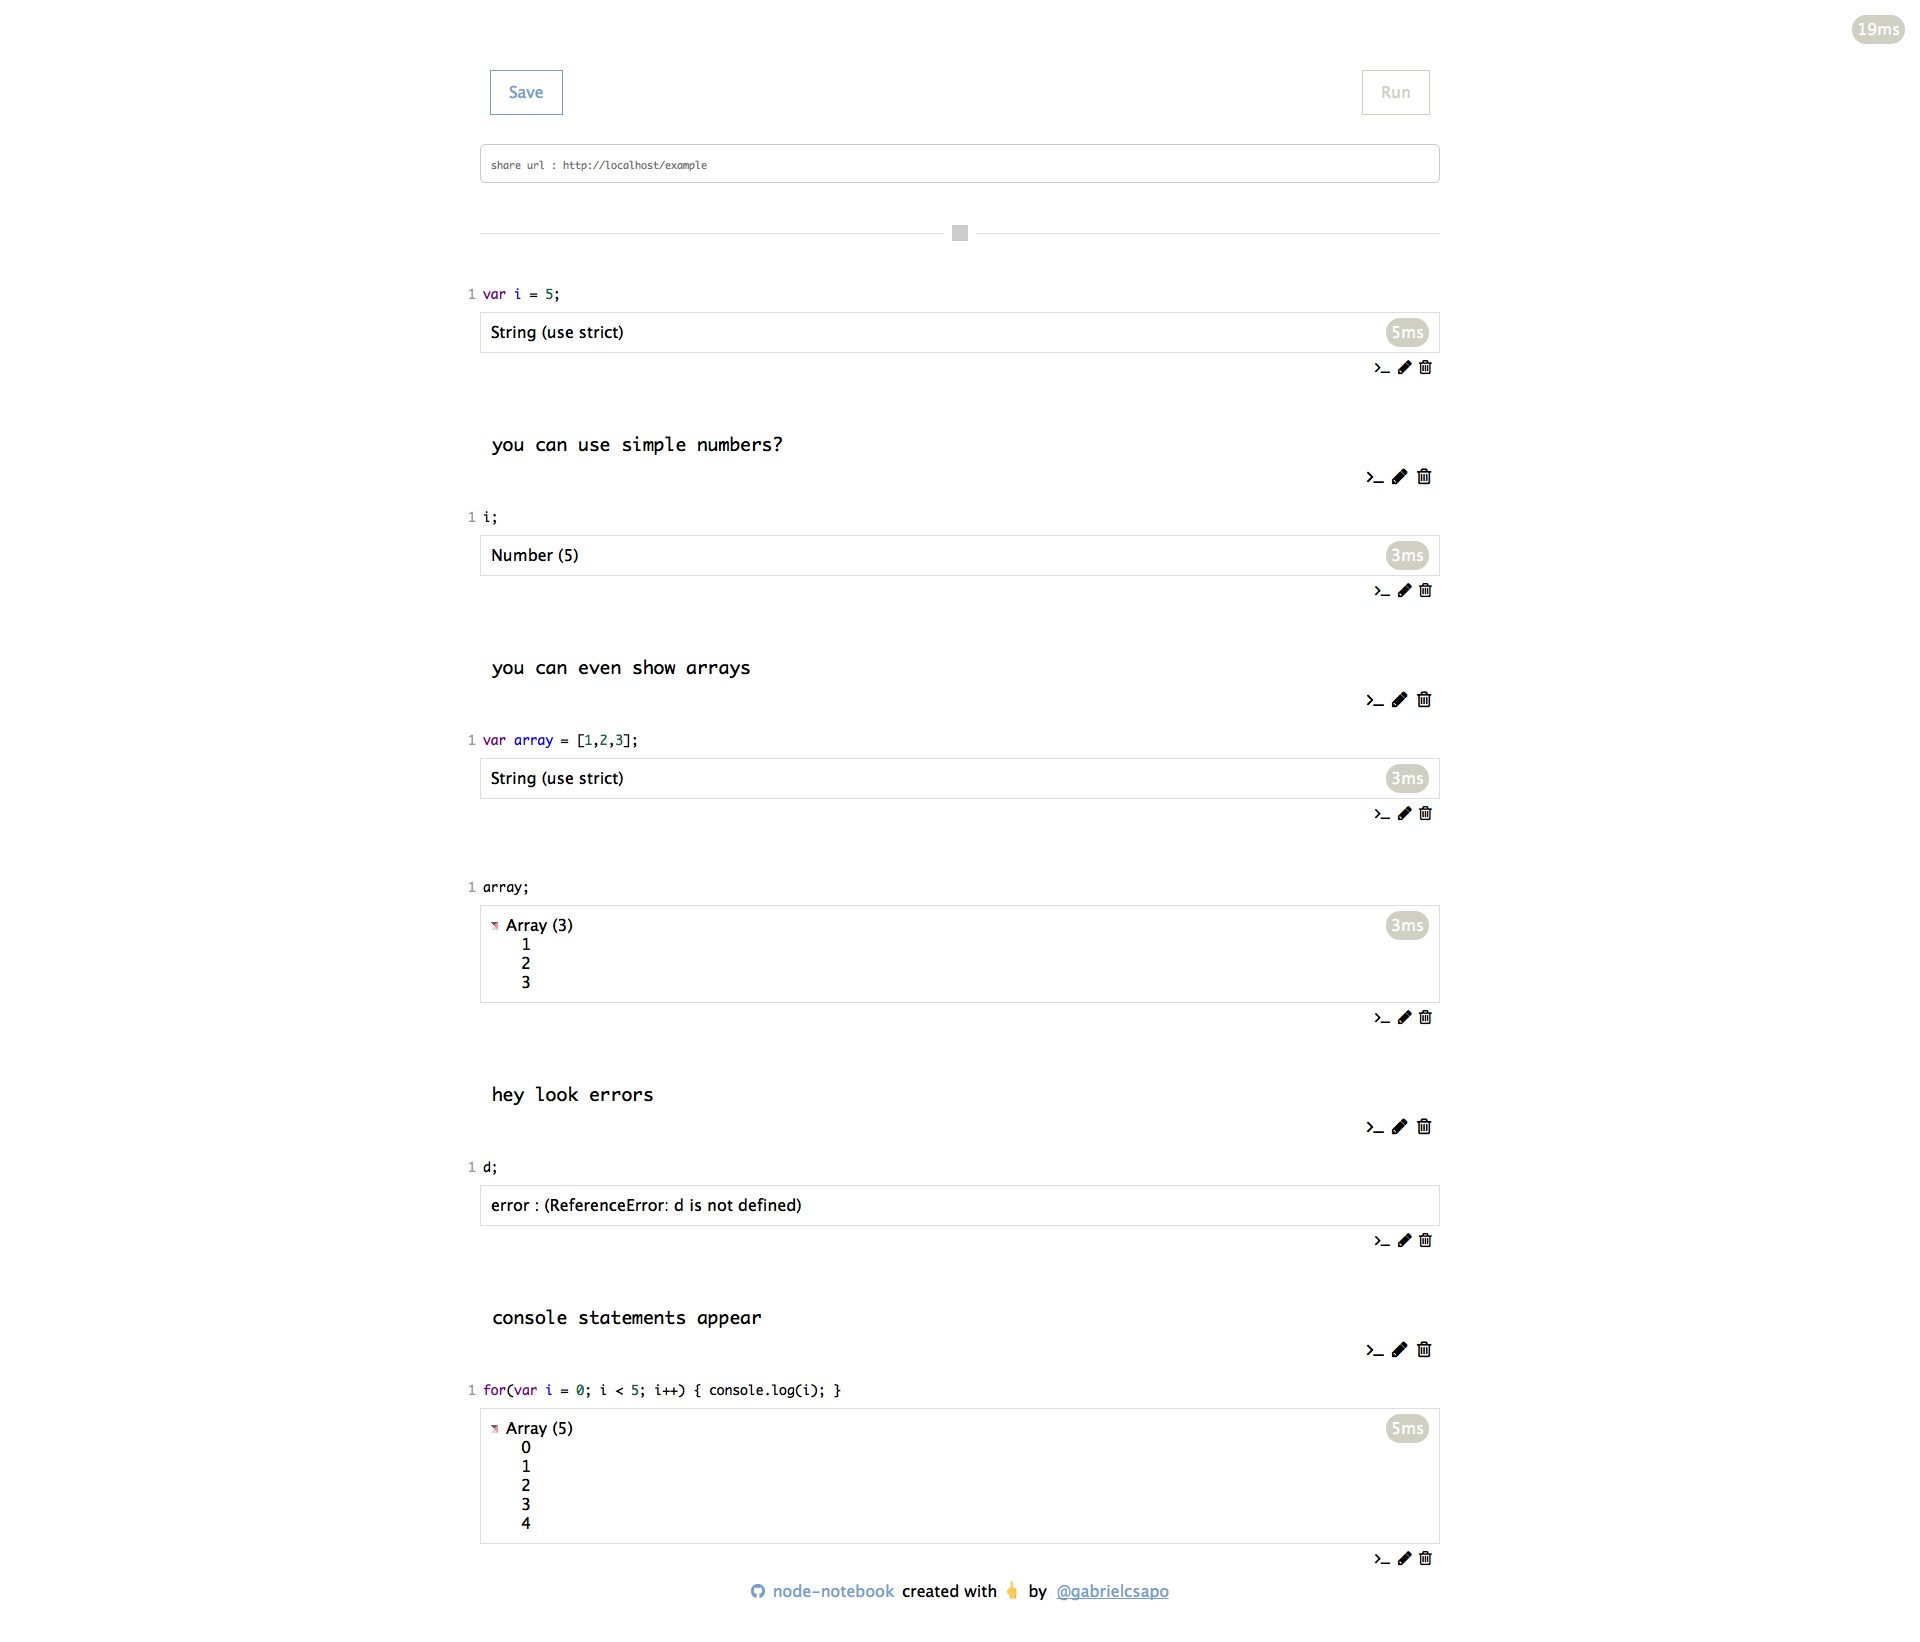 19ms
Save
Run
share url : http://localhost/example
1 var i = 5;
String (use strict)
5ms
you can use simple numbers?
1 i;
Number (5)
3ms
you can even show arrays
1 var array = [1,2,3];
String (use strict)
3ms
1 array;
Array (3)
3ms
1
2
3
hey look errors
1 d;
error : (ReferenceError: d is not defined)
console statements appear
1 for(var i = 0; i < 5; i++) { console.log(i); }
Array (5)
5ms
0
1
2
3
4
node-notebook created with 👆 by @gabrielcsapo